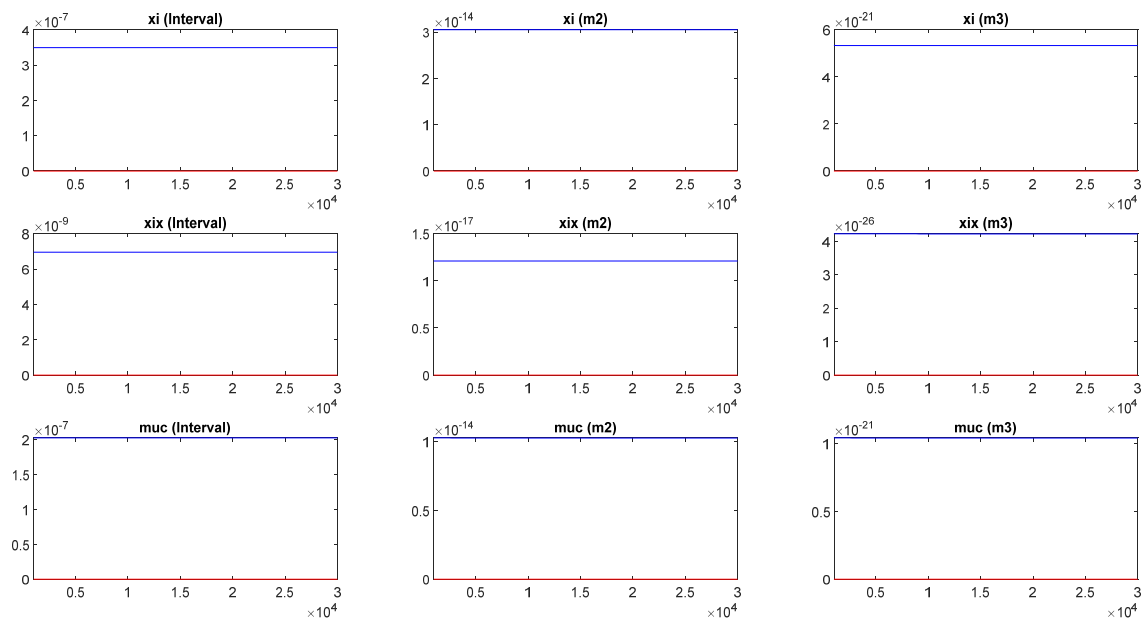 ×10-7 xi (Interval)
4
3
2
1
0
0.5 1 1.5 2 2.5 3
×104
×10-14 xi (m2)
3
2
1
0
0.5 1 1.5 2 2.5 3
×104
×10-21 xi (m3)
6
4
2
0
0.5 1 1.5 2 2.5 3
×104
×10-9 xix (Interval)
8
6
4
2
0
0.5 1 1.5 2 2.5 3
×104
×10-17 xix (m2)
1.5
1
0.5
0
0.5 1 1.5 2 2.5 3
×104
×10-26 xix (m3)
4
3
2
1
0
0.5 1 1.5 2 2.5 3
×104
×10-7 muc (Interval)
2
1.5
1
0.5
0
0.5 1 1.5 2 2.5 3
×104
×10-14 muc (m2)
1
0.5
0
0.5 1 1.5 2 2.5 3
×104
×10-21 muc (m3)
1
0.5
0
0.5 1 1.5 2 2.5 3
×104